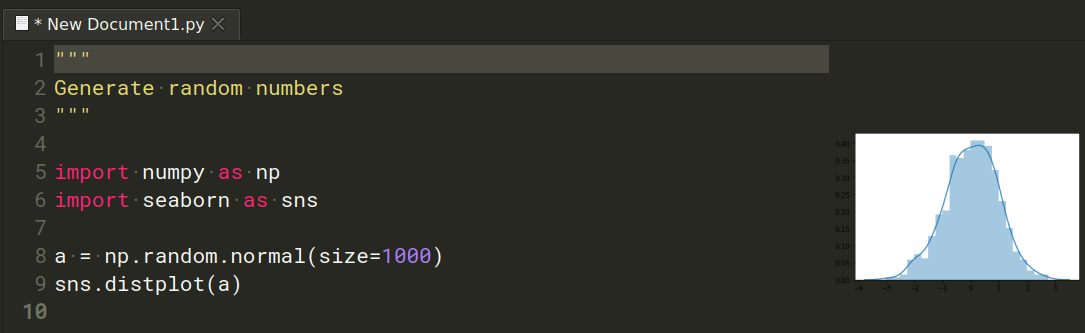 * New Document1.py
1 """
2 Generate random numbers
3 """
4
5 import numpy as np
6 import seaborn as sns
7
8 a = np.random.normal(size=1000)
9 sns.distplot(a)
10
0.40
0.35
0.30
0.25
0.20
0.15
0.10
0.05
0.00
−4 −3 −2 −1 0 1 2 3